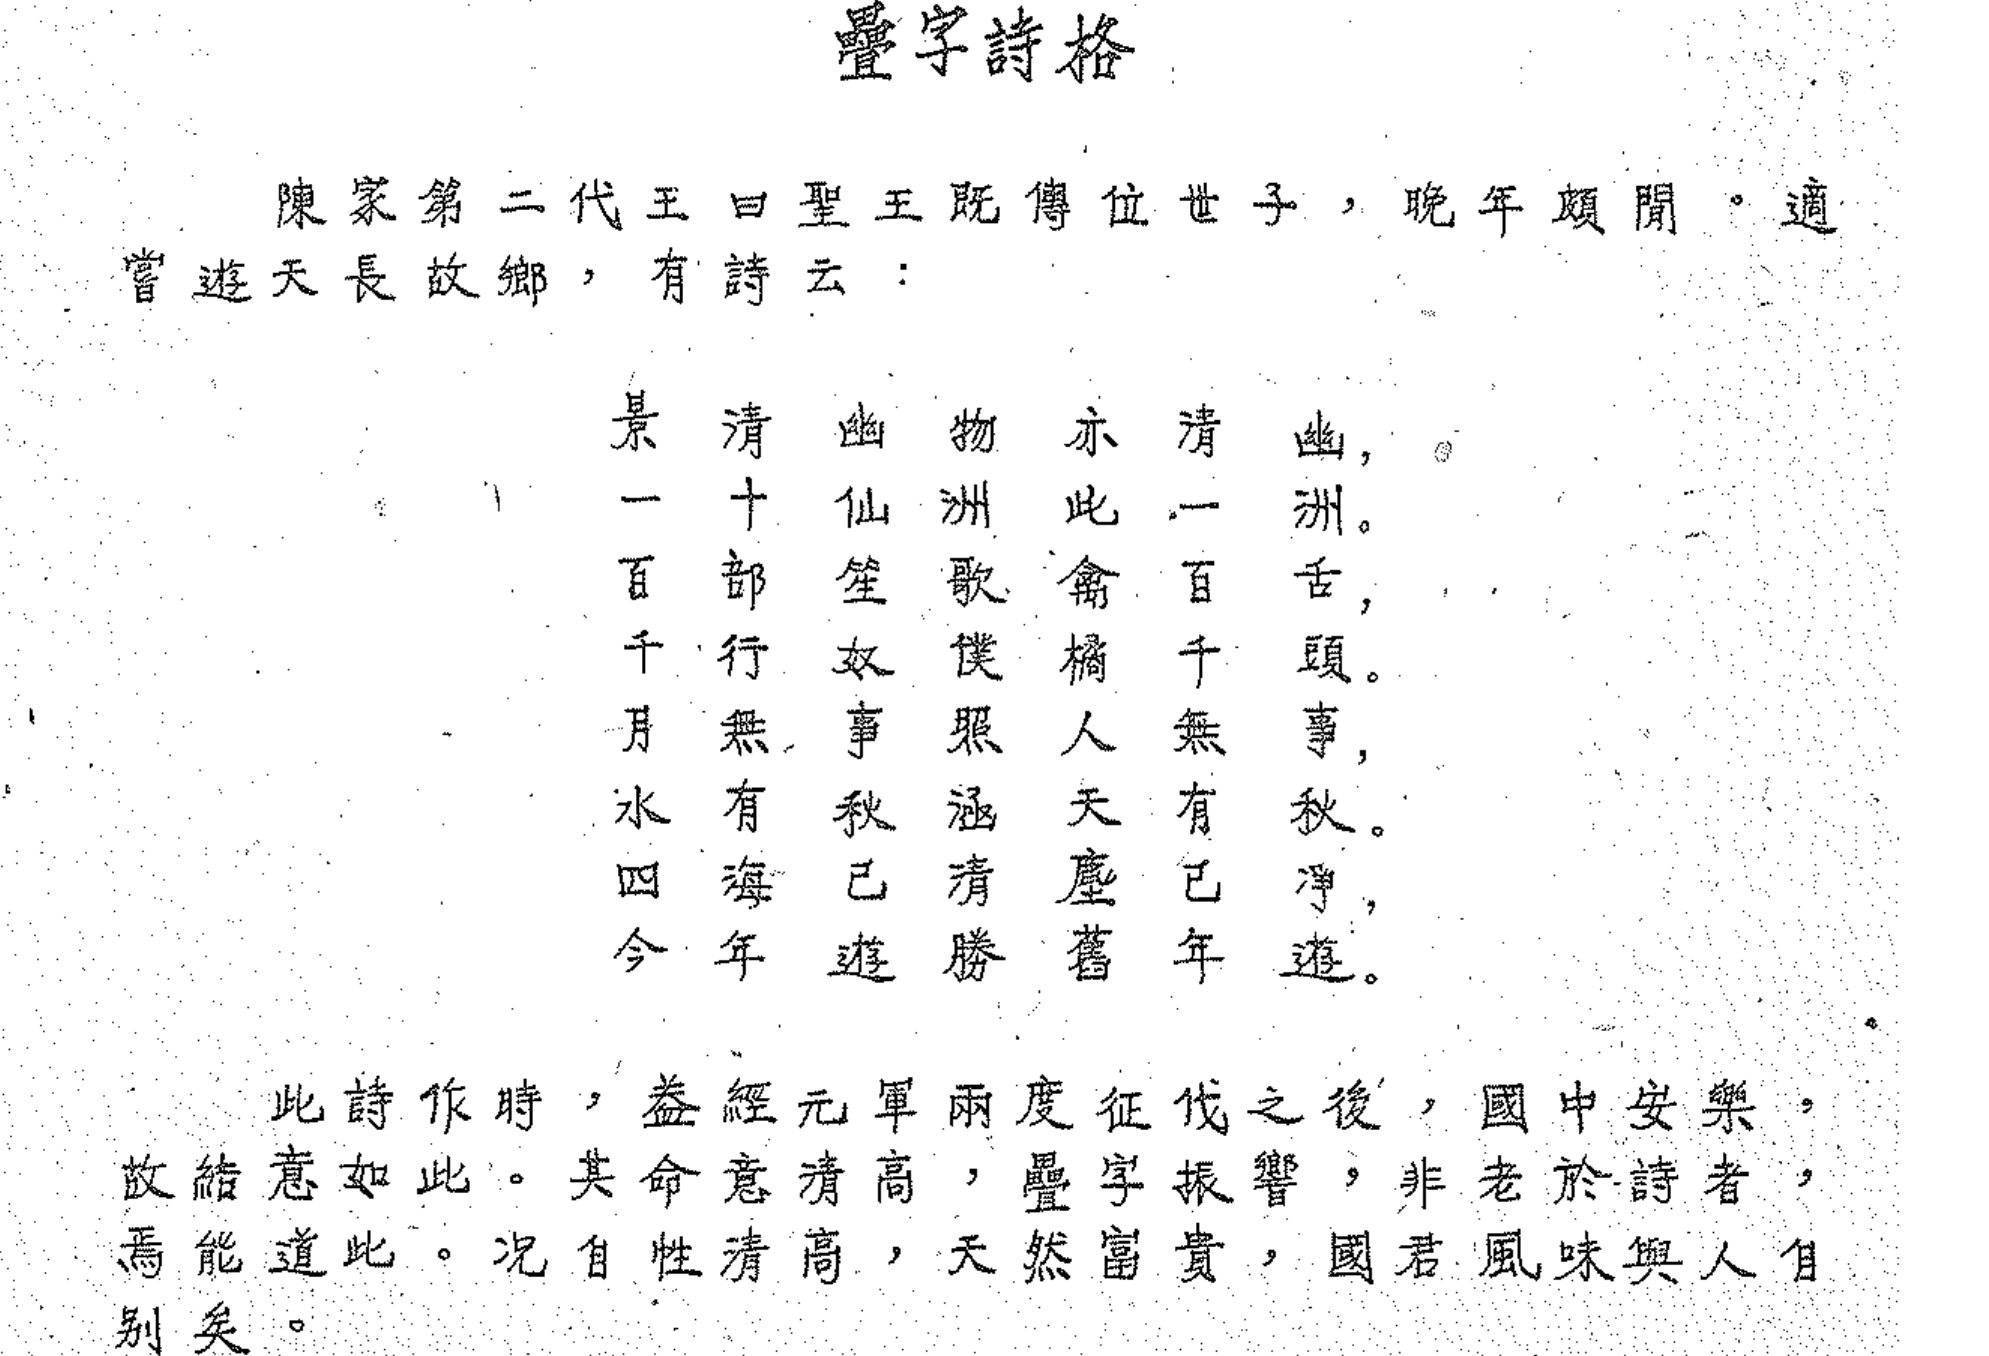 疊字詩格
陳家第二代王曰聖王既傳位世子，晚年頗閒。適
嘗遊天長故鄉，有詩云：
景清幽物亦清幽，
一十仙洲此一洲。
百部笙歌禽百舌，
千行奴僕橘千頭。
月無事照人無事，
水有秋涵天有秋。
四海已清塵已淨，
今年遊勝舊年遊。
此詩作時，益經元軍兩度征伐之後，國中安樂，
故結意如此。其命意清高，疊字振響，非老於詩者，
焉能道此。况自性清高，天然富貴，國君風味與人自
別矣。